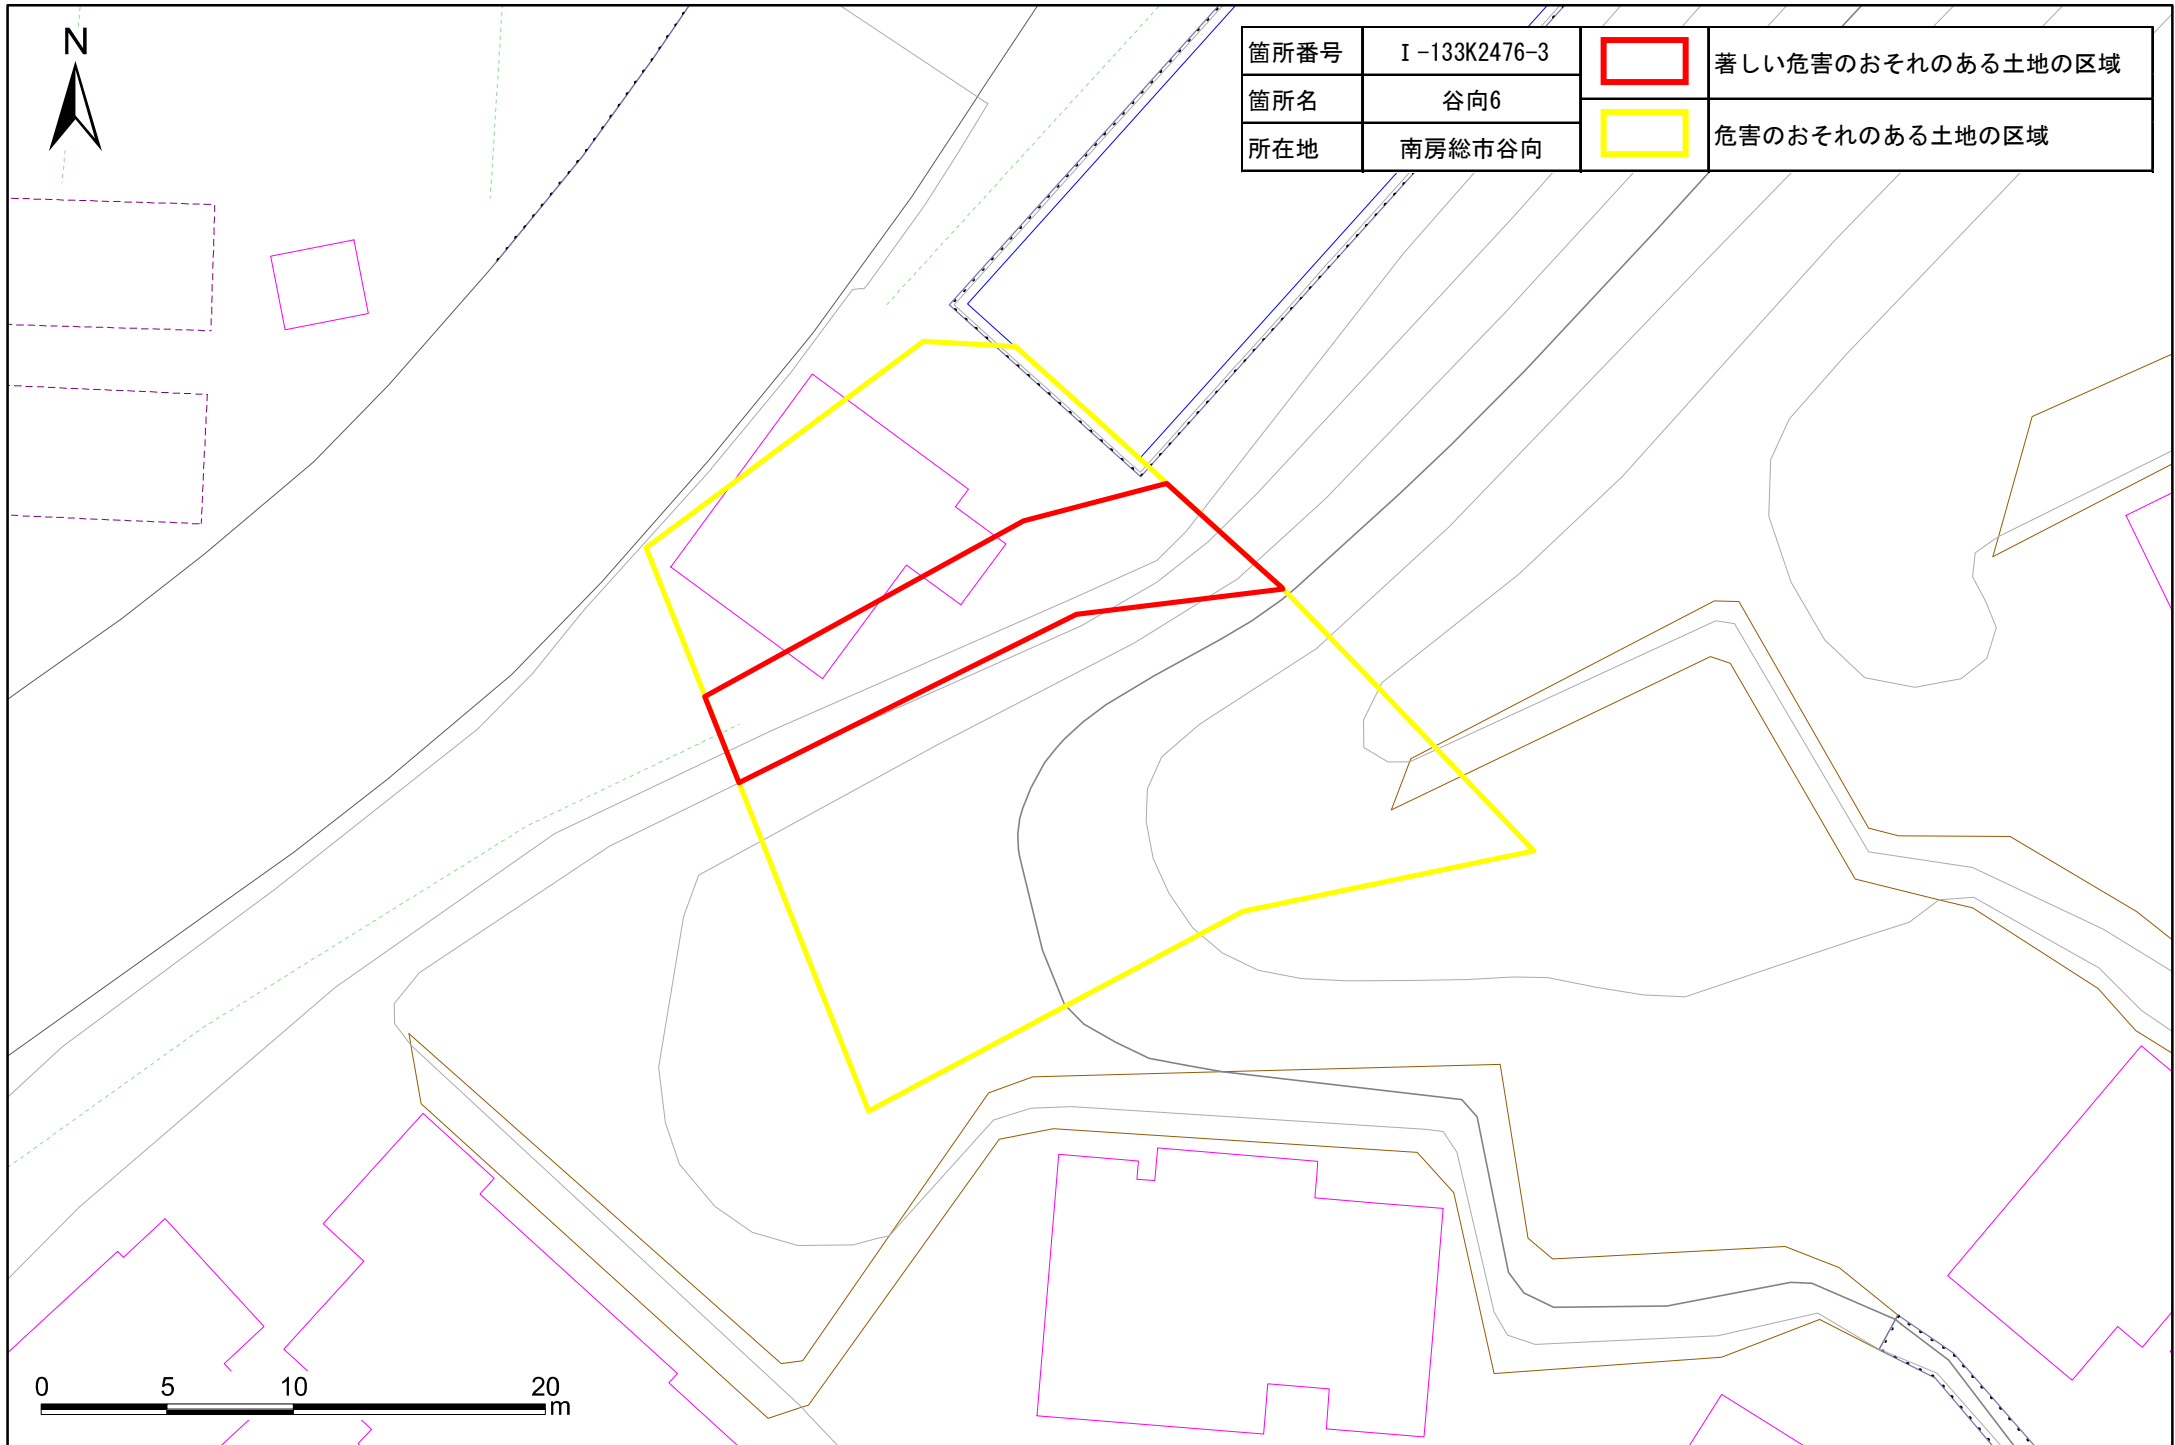 N
箇所番号 Ⅰ-133K2476-3
箇所名 谷向6
所在地 南房総市谷向
著しい危害のおそれのある土地の区域
危害のおそれのある土地の区域
0 5 10 20
m